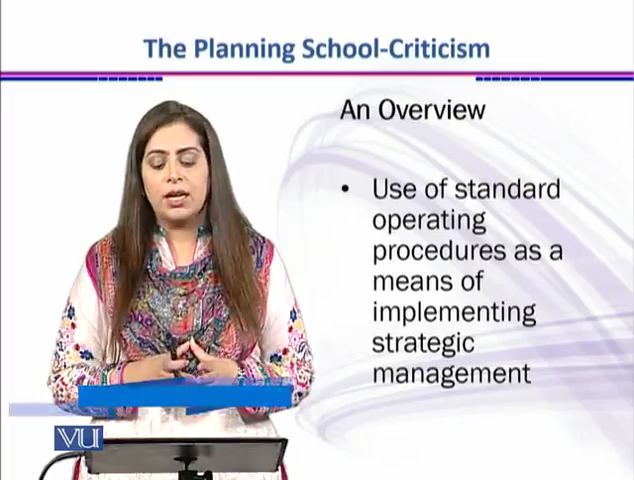 The Planning School-Criticism
An Overview
• Use of standard
operating
procedures as a
means of
implementing
strategic
management
VU